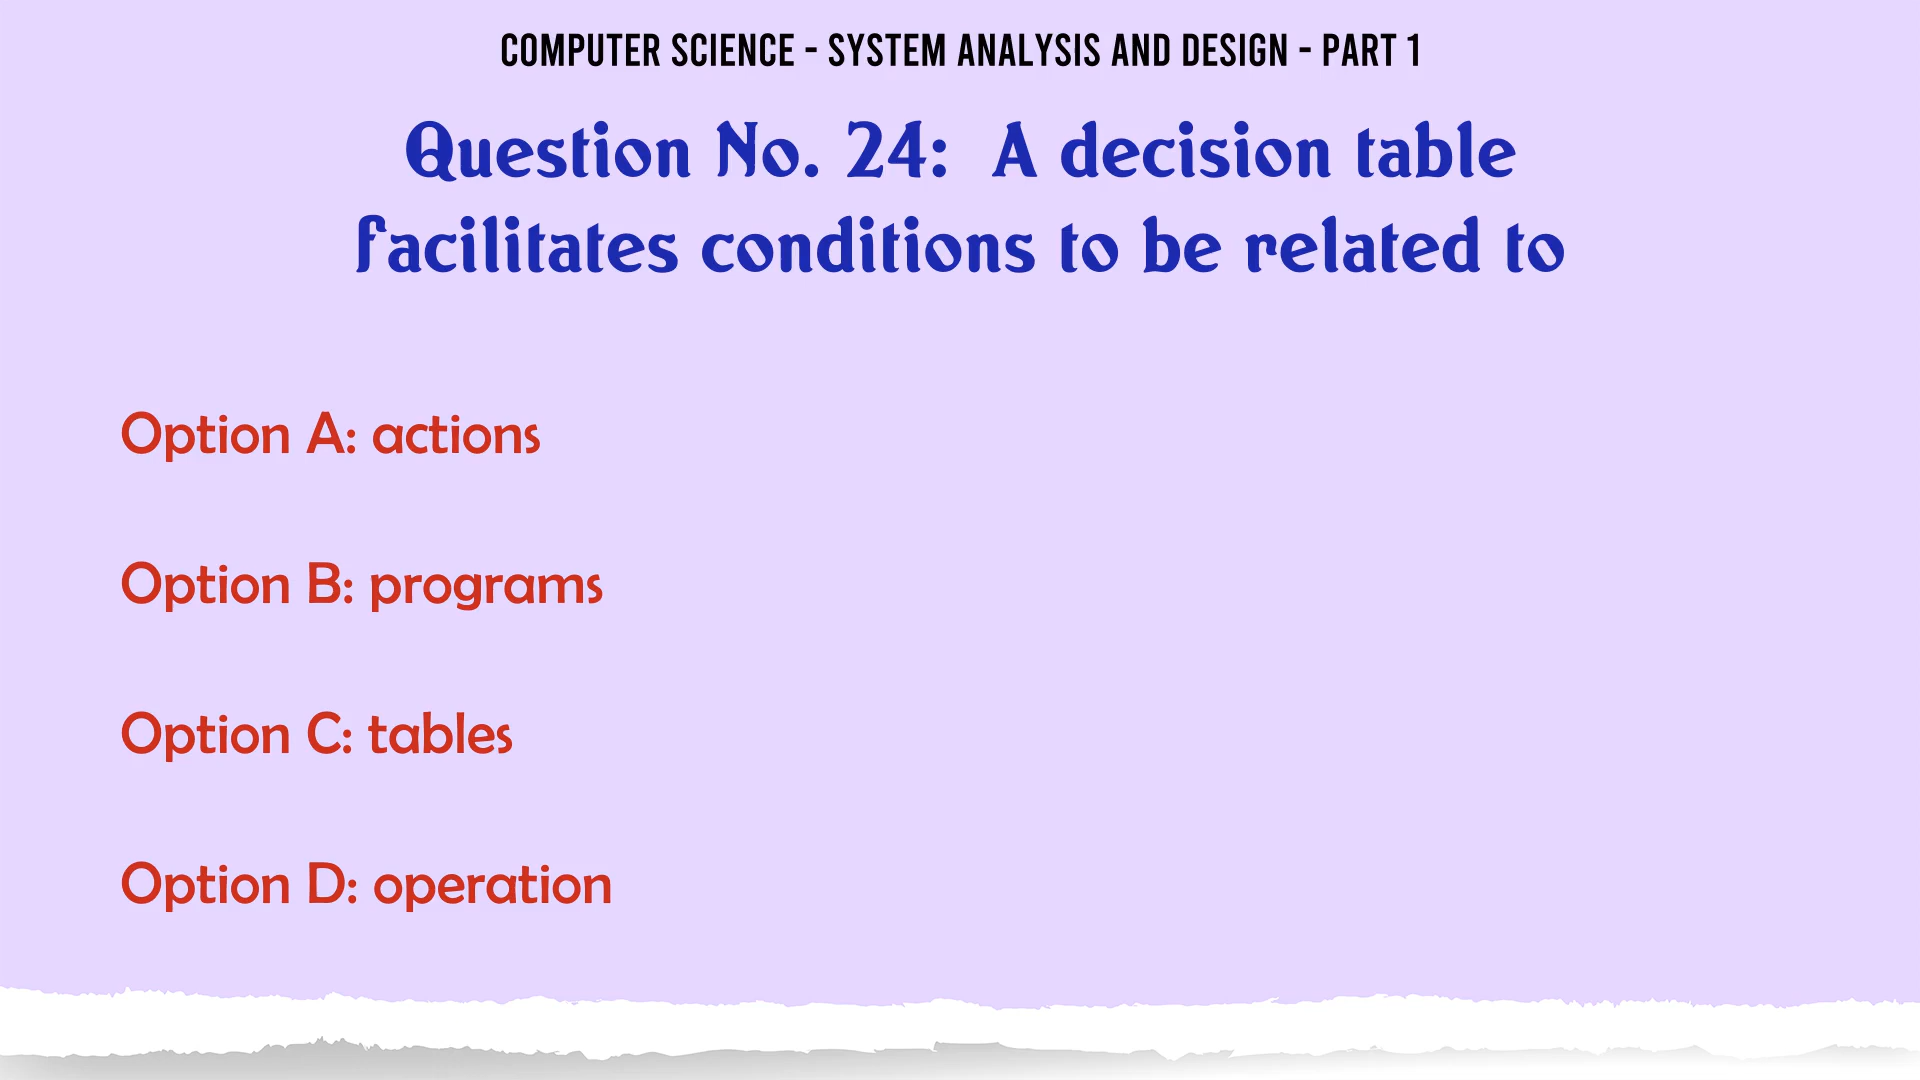 COMPUTER SCIENCE - SYSTEM ANALYSIS AND DESIGN - PART 1
Question No. 24: A decision table
facilitates conditions to be related to
Option A: actions
Option B: programs
Option C: tables
Option D: operation